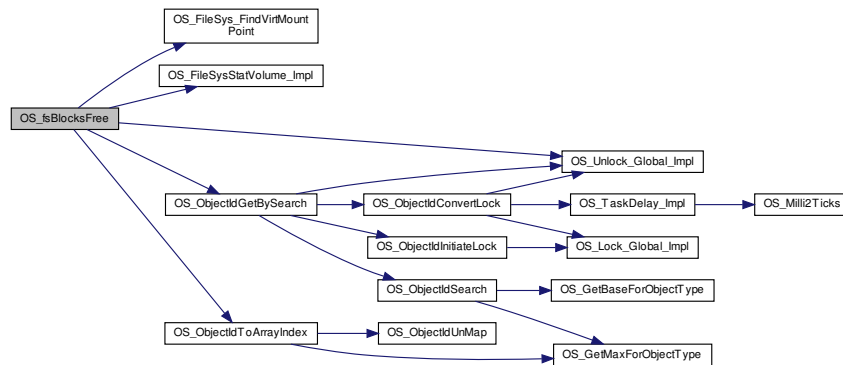 OS_FileSys_FindVirtMount
Point
OS_FileSysStatVolume_Impl
OS_fsBlocksFree
OS_Unlock_Global_Impl
OS_ObjectIdGetBySearch
OS_ObjectIdConvertLock
OS_TaskDelay_Impl
OS_Milli2Ticks
OS_ObjectIdInitiateLock
OS_Lock_Global_Impl
OS_ObjectIdSearch
OS_GetBaseForObjectType
OS_ObjectIdToArrayIndex
OS_ObjectIdUnMap
OS_GetMaxForObjectType